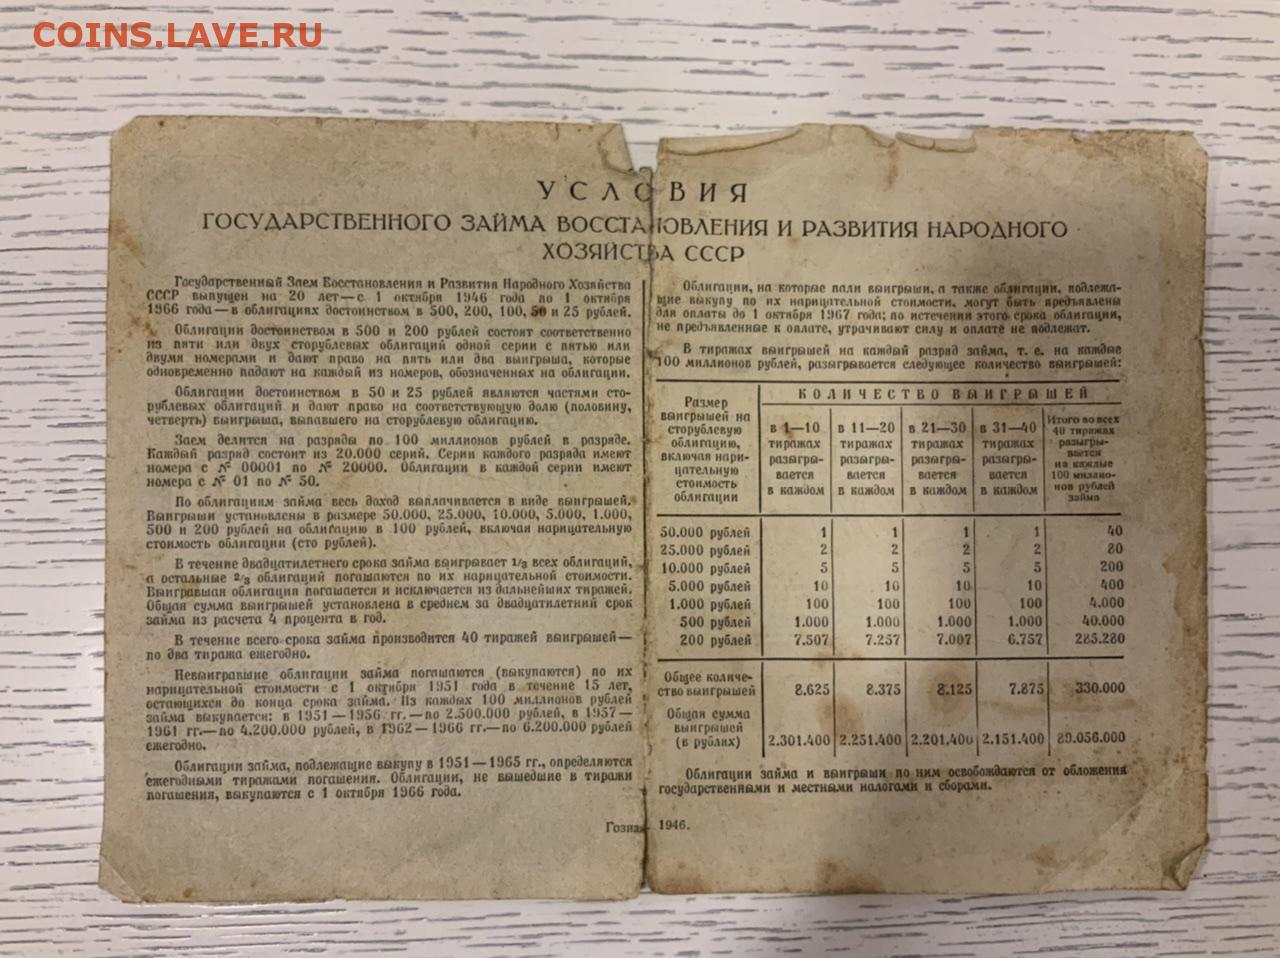 COINS.LAVE.RU
УСЛОВИЯ
ГОСУДАРСТВЕННОГО ЗАЙМА ВОССТАНОВЛЕНИЯ И РАЗВИТИЯ НАРОДНОГО
ХОЗЯЙСТВА СССР
Государственный Заем Восстановления и Развития Народного Хозяйства
СССР выпущен на 20 лет—с 1 октября 1946 года по 1 октября
1966 года—в облигациях достоинством в 500, 200, 100, 50 и 25 рублей.
Облигации достоинством в 500 и 200 рублей состоят соответственно
из пяти или двух сторублевых облигаций одной серии с пятью или
двумя номерами и дают право на пять или два выигрыша, которые
одновременно падают на каждый из номеров, обозначенных на облигации.
Облигации достоинством в 50 и 25 рублей являются частями сто-
рублевых облигаций и дают право на соответствующую долю (половину,
четверть) выигрыша, выпавшего на сторублевую облигацию.
Заем делится на разряды по 100 миллионов рублей в разряде.
Каждый разряд состоит из 20.000 серий. Серии каждого разряда имеют
номера с № 00001 по № 20000. Облигации в каждой серии имеют
номера с № 01 по № 50.
По облигациям займа весь доход выплачивается в виде выигрышей.
Выигрыши установлены в размере 50.000, 25.000, 10.000, 5.000, 1.000,
500 и 200 рублей на облигацию в 100 рублей, включая нарицательную
стоимость облигации (сто рублей).
В течение двадцатилетнего срока займа выигрывает 1/3 всех облигаций,
а остальные 2/3 облигаций погашаются по их нарицательной стоимости.
Выигравшая облигация погашается и исключается из дальнейших тиражей.
Общая сумма выигрышей установлена в среднем за двадцатилетний срок
займа из расчета 4 процента в год.
В течение всего срока займа производится 40 тиражей выигрышей—
по два тиража ежегодно.
Невыигравшие облигации займа погашаются (выкупаются) по их
нарицательной стоимости с 1 октября 1951 года в течение 15 лет,
остающихся до конца срока займа. Из каждых 100 миллионов рублей
займа выкупается: в 1951—1956 гг.—по 2.500.000 рублей, в 1957—
1961 гг.—по 4.200.000 рублей, в 1962—1966 гг.—по 6.200.000 рублей
ежегодно.
Облигации займа, подлежащие выкупу в 1951—1965 гг., определяются
ежегодными тиражами погашения. Облигации, не вышедшие в тиражи
погашения, выкупаются с 1 октября 1966 года.
Облигации, на которые пали выигрыши, а также облигации, подлежа-
щие выкупу по их нарицательной стоимости, могут быть предъявлены
для оплаты до 1 октября 1967 года; по истечении этого срока облигации,
не предъявленные к оплате, утрачивают силу и оплате не подлежат.
В тиражах выигрышей на каждый разряд займа, т. е. на каждые
100 миллионов рублей, разыгрывается следующее количество выигрышей:
Размер
выигрышей на
сторублевую
облигацию,
включая нари-
цательную
стоимость
облигации
КОЛИЧЕСТВО ВЫИГРЫШЕЙ
в 1—10
тиражах
разыгры-
вается
в каждом
в 11—20
тиражах
разыгры-
вается
в каждом
в 21—30
тиражах
разыгры-
вается
в каждом
в 31—40
тиражах
разыгры-
вается
в каждом
Итого во всех
40 тиражах
разыгры-
вается
на каждые
100 миллио-
нов рублей
займа
50.000 рублей 1 1 1 1 40
25.000 рублей 2 2 2 2 80
10.000 рублей 5 5 5 5 200
5.000 рублей 10 10 10 10 400
1.000 рублей 100 100 100 100 4.000
500 рублей 1.000 1.000 1.000 1.000 40.000
200 рублей 7.507 7.257 7.007 6.757 285.280
Общее количе-
ство выигрышей 8.625 8.375 8.125 7.875 330.000
Общая сумма
выигрышей
(в рублях) 2.301.400 2.251.400 2.201.400 2.151.400 89.056.000
Облигации займа и выигрыши по ним освобождаются от обложения
государственными и местными налогами и сборами.
Гознак 1946.